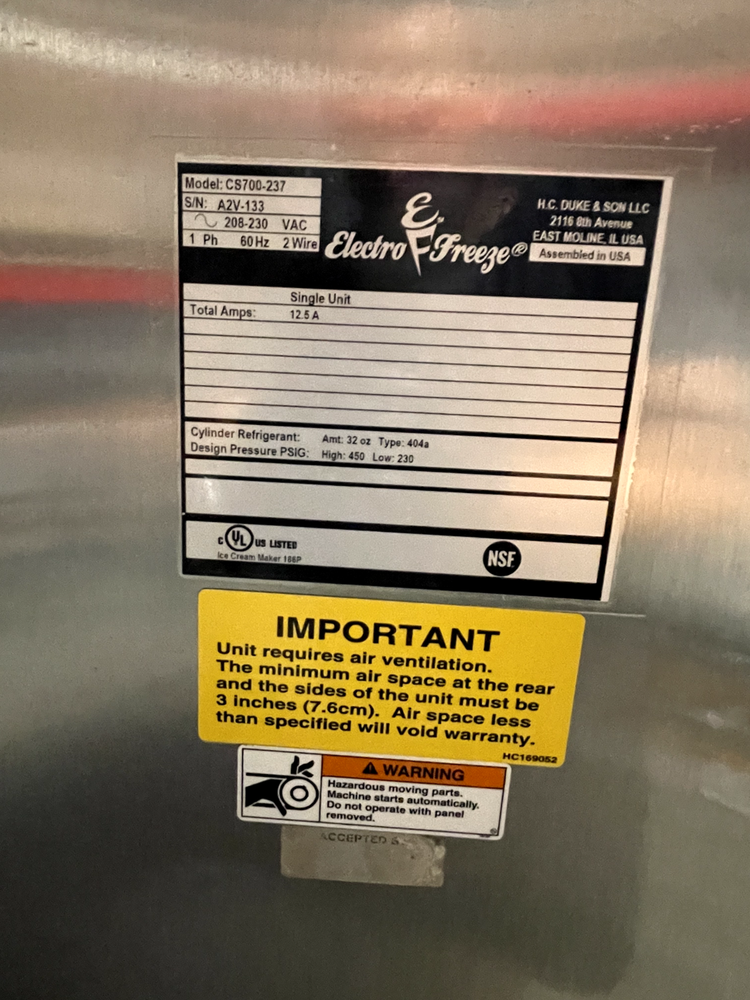 Model: CS700-237
S/N: A2V-133
208-230 VAC
1 Ph 60 Hz 2 Wire
E
F
™
Electro Freeze®
H.C. DUKE & SON LLC
2116 8th Avenue
EAST MOLINE, IL USA
Assembled in USA
Single Unit
Total Amps: 12.5 A
Cylinder Refrigerant: Amt: 32 oz Type: 404a
Design Pressure PSIG: High: 450 Low: 230
c UL US LISTED
Ice Cream Maker 166P
NSF
IMPORTANT
Unit requires air ventilation.
The minimum air space at the rear
and the sides of the unit must be
3 inches (7.6cm). Air space less
than specified will void warranty.
HC169052
WARNING
Hazardous moving parts.
Machine starts automatically.
Do not operate with panel
removed.
ACCEPTED